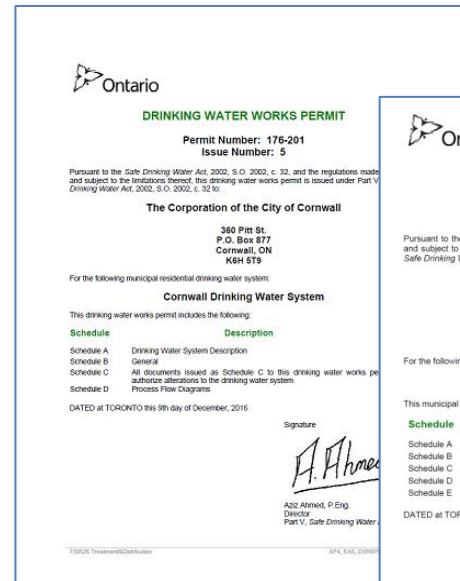 Ontario
DRINKING WATER WORKS PERMIT
Permit Number: 176-201
Issue Number: 5
Pursuant to the Safe Drinking Water Act, 2002, S.O. 2002, c. 32, and the regulations made
and subject to the limitations thereof, this drinking water works permit is issued under Part V
Drinking Water Act, 2002, S.O. 2002, c. 32 to:
The Corporation of the City of Cornwall
360 Pitt St.
P.O. Box 877
Cornwall, ON
K6H 5T9
For the following municipal residential drinking water system:
Cornwall Drinking Water System
This drinking water works permit includes the following:
Schedule Description
Schedule A Drinking Water System Description
Schedule B General
Schedule C All documents issued as Schedule C to this drinking water works pe
authorize alterations to the drinking water system
Schedule D Process Flow Diagrams
DATED at TORONTO this 9th day of December, 2016
Signature
A. Ahmed
Aziz Ahmed, P.Eng.
Director
Part V, Safe Drinking Water
Pursuant to the
and subject to
Safe Drinking
For the followin
This municipal
Schedule
Schedule A
Schedule B
Schedule C
Schedule D
Schedule E
DATED at TOR